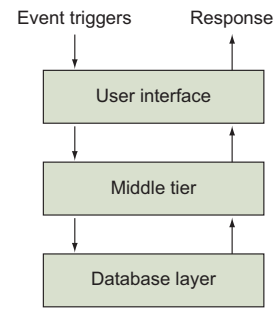 Event triggers
Response
User interface
Middle tier
Database layer